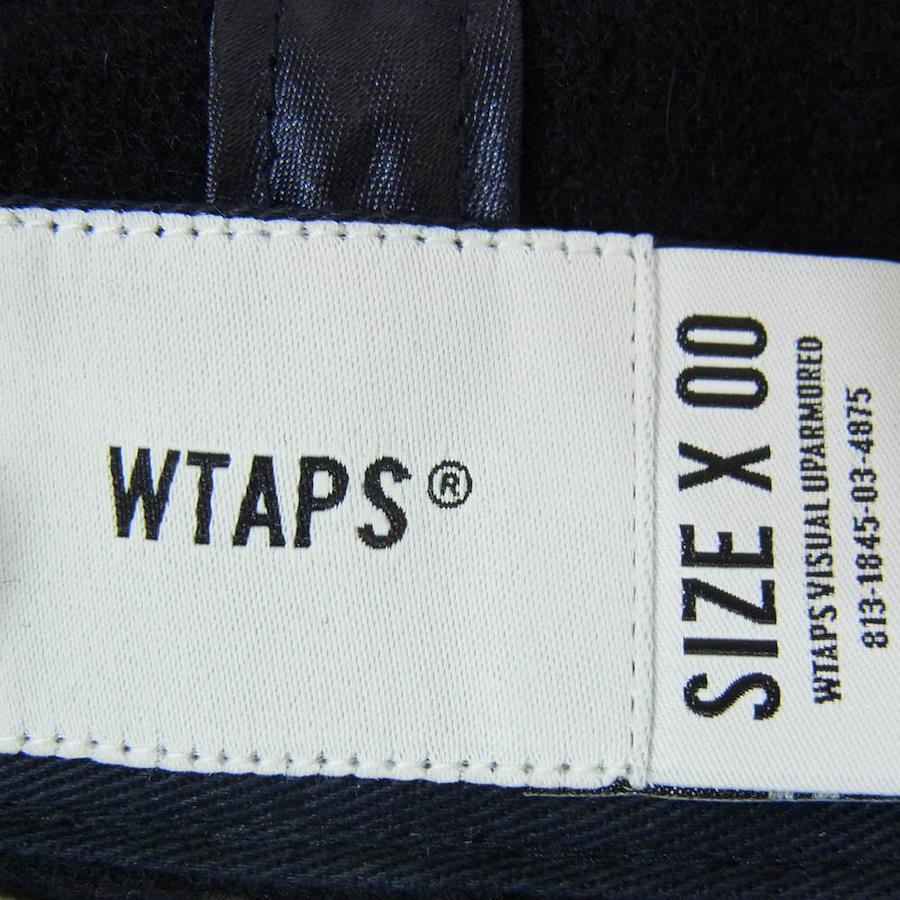 WTAPS®
SIZE X 00
WTAPS VISUAL UPARMORED
813-1845-03-4875